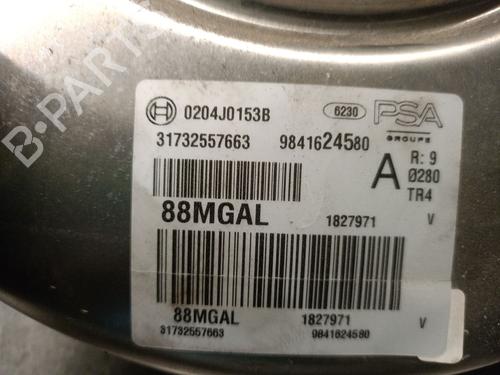 0204J0153B 6230 PSA
GROUPE
31732557663 9841624580
A R: 9
Ø280
TR4
88MGAL 1827971 V
88MGAL 1827971 V
31732557663 9841624580
B-PARTS